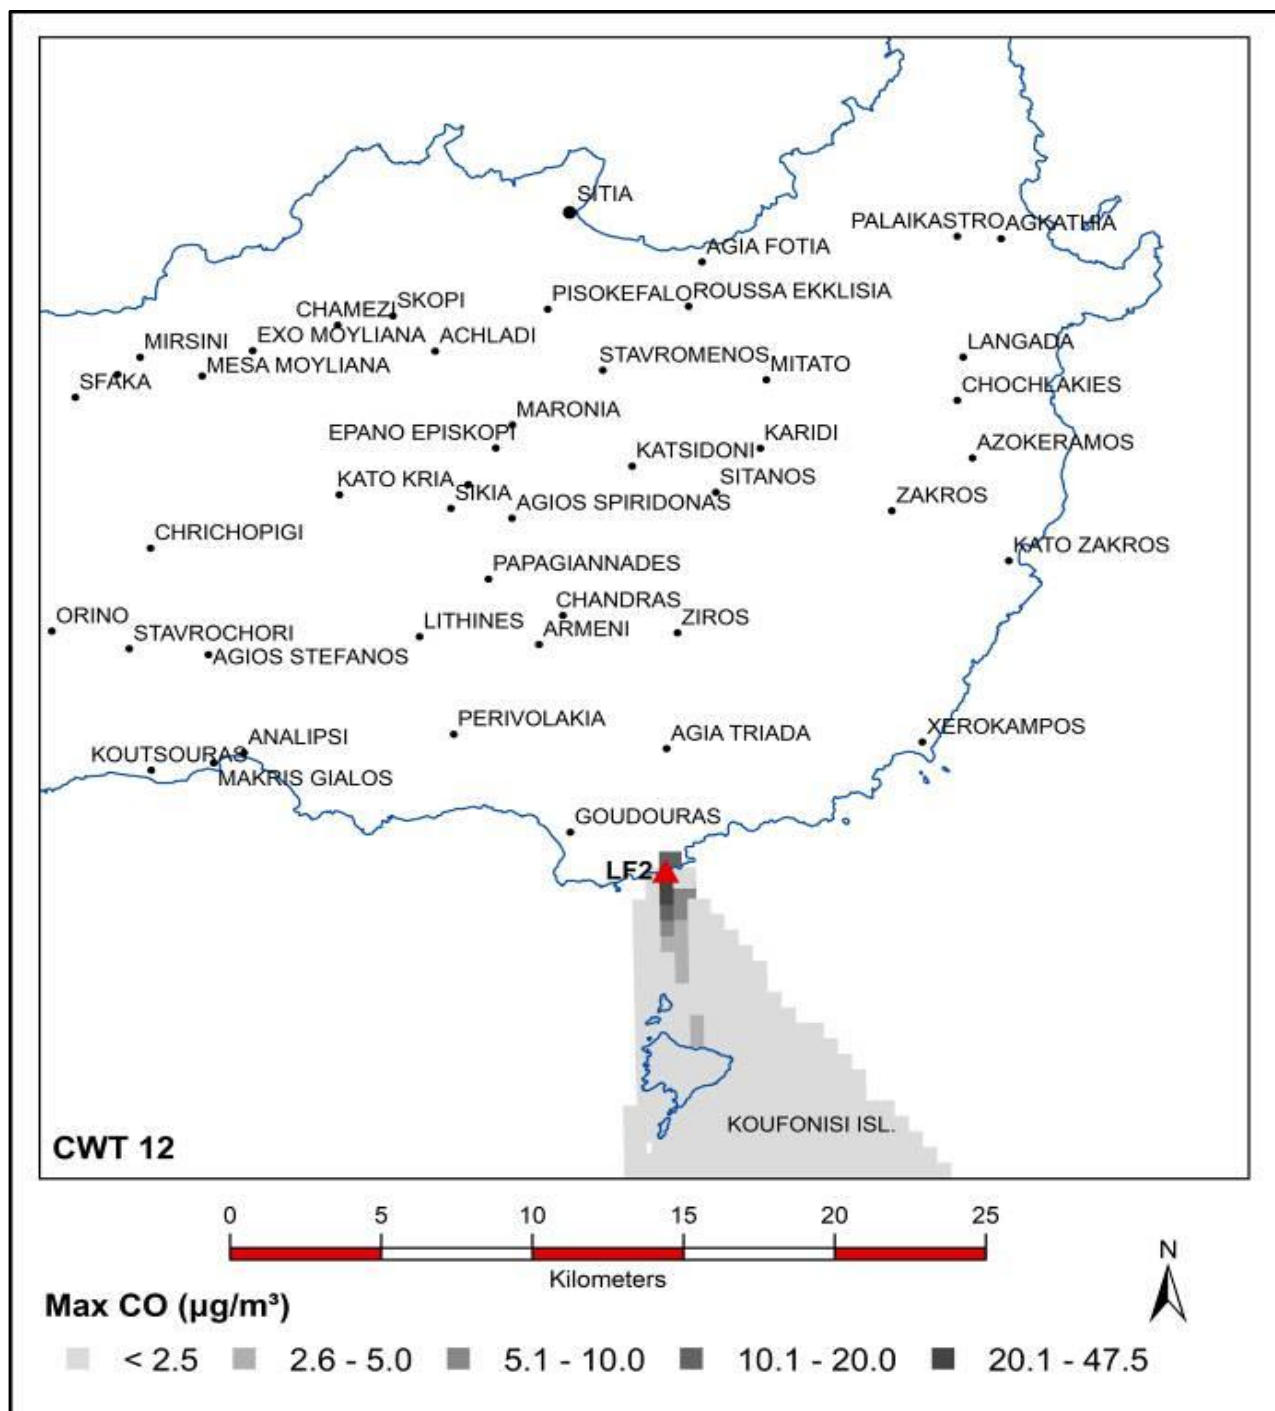 SITIA
PALAIKASTRO
AGKATHIA
AGIA FOTIA
PISOKEFALO
ROUSSA EKKLISIA
SKOPI
CHAMEZI
EXO MOYLIANA
ACHLADI
MIRSINI
MESA MOYLIANA
SFAKA
STAVROMENOS
MITATO
LANGADA
CHOCHLAKIES
MARONIA
EPANO EPISKOPI
KARIDI
KATSIDONI
AZOKERAMOS
KATO KRIA
SITANOS
SIKIA
AGIOS SPIRIDONAS
ZAKROS
CHRICHOPIGI
KATO ZAKROS
PAPAGIANNADES
CHANDRAS
ORINO
LITHINES
ZIROS
STAVROCHORI
ARMENI
AGIOS STEFANOS
PERIVOLAKIA
XEROKAMPOS
AGIA TRIADA
ANALIPSI
KOUTSOURAS
MAKRIS GIALOS
GOUDOURAS
LF2
KOUFONISI ISL.
CWT 12
0 5 10 15 20 25
Kilometers
N
Max CO (µg/m³)
< 2.5 2.6 - 5.0 5.1 - 10.0 10.1 - 20.0 20.1 - 47.5